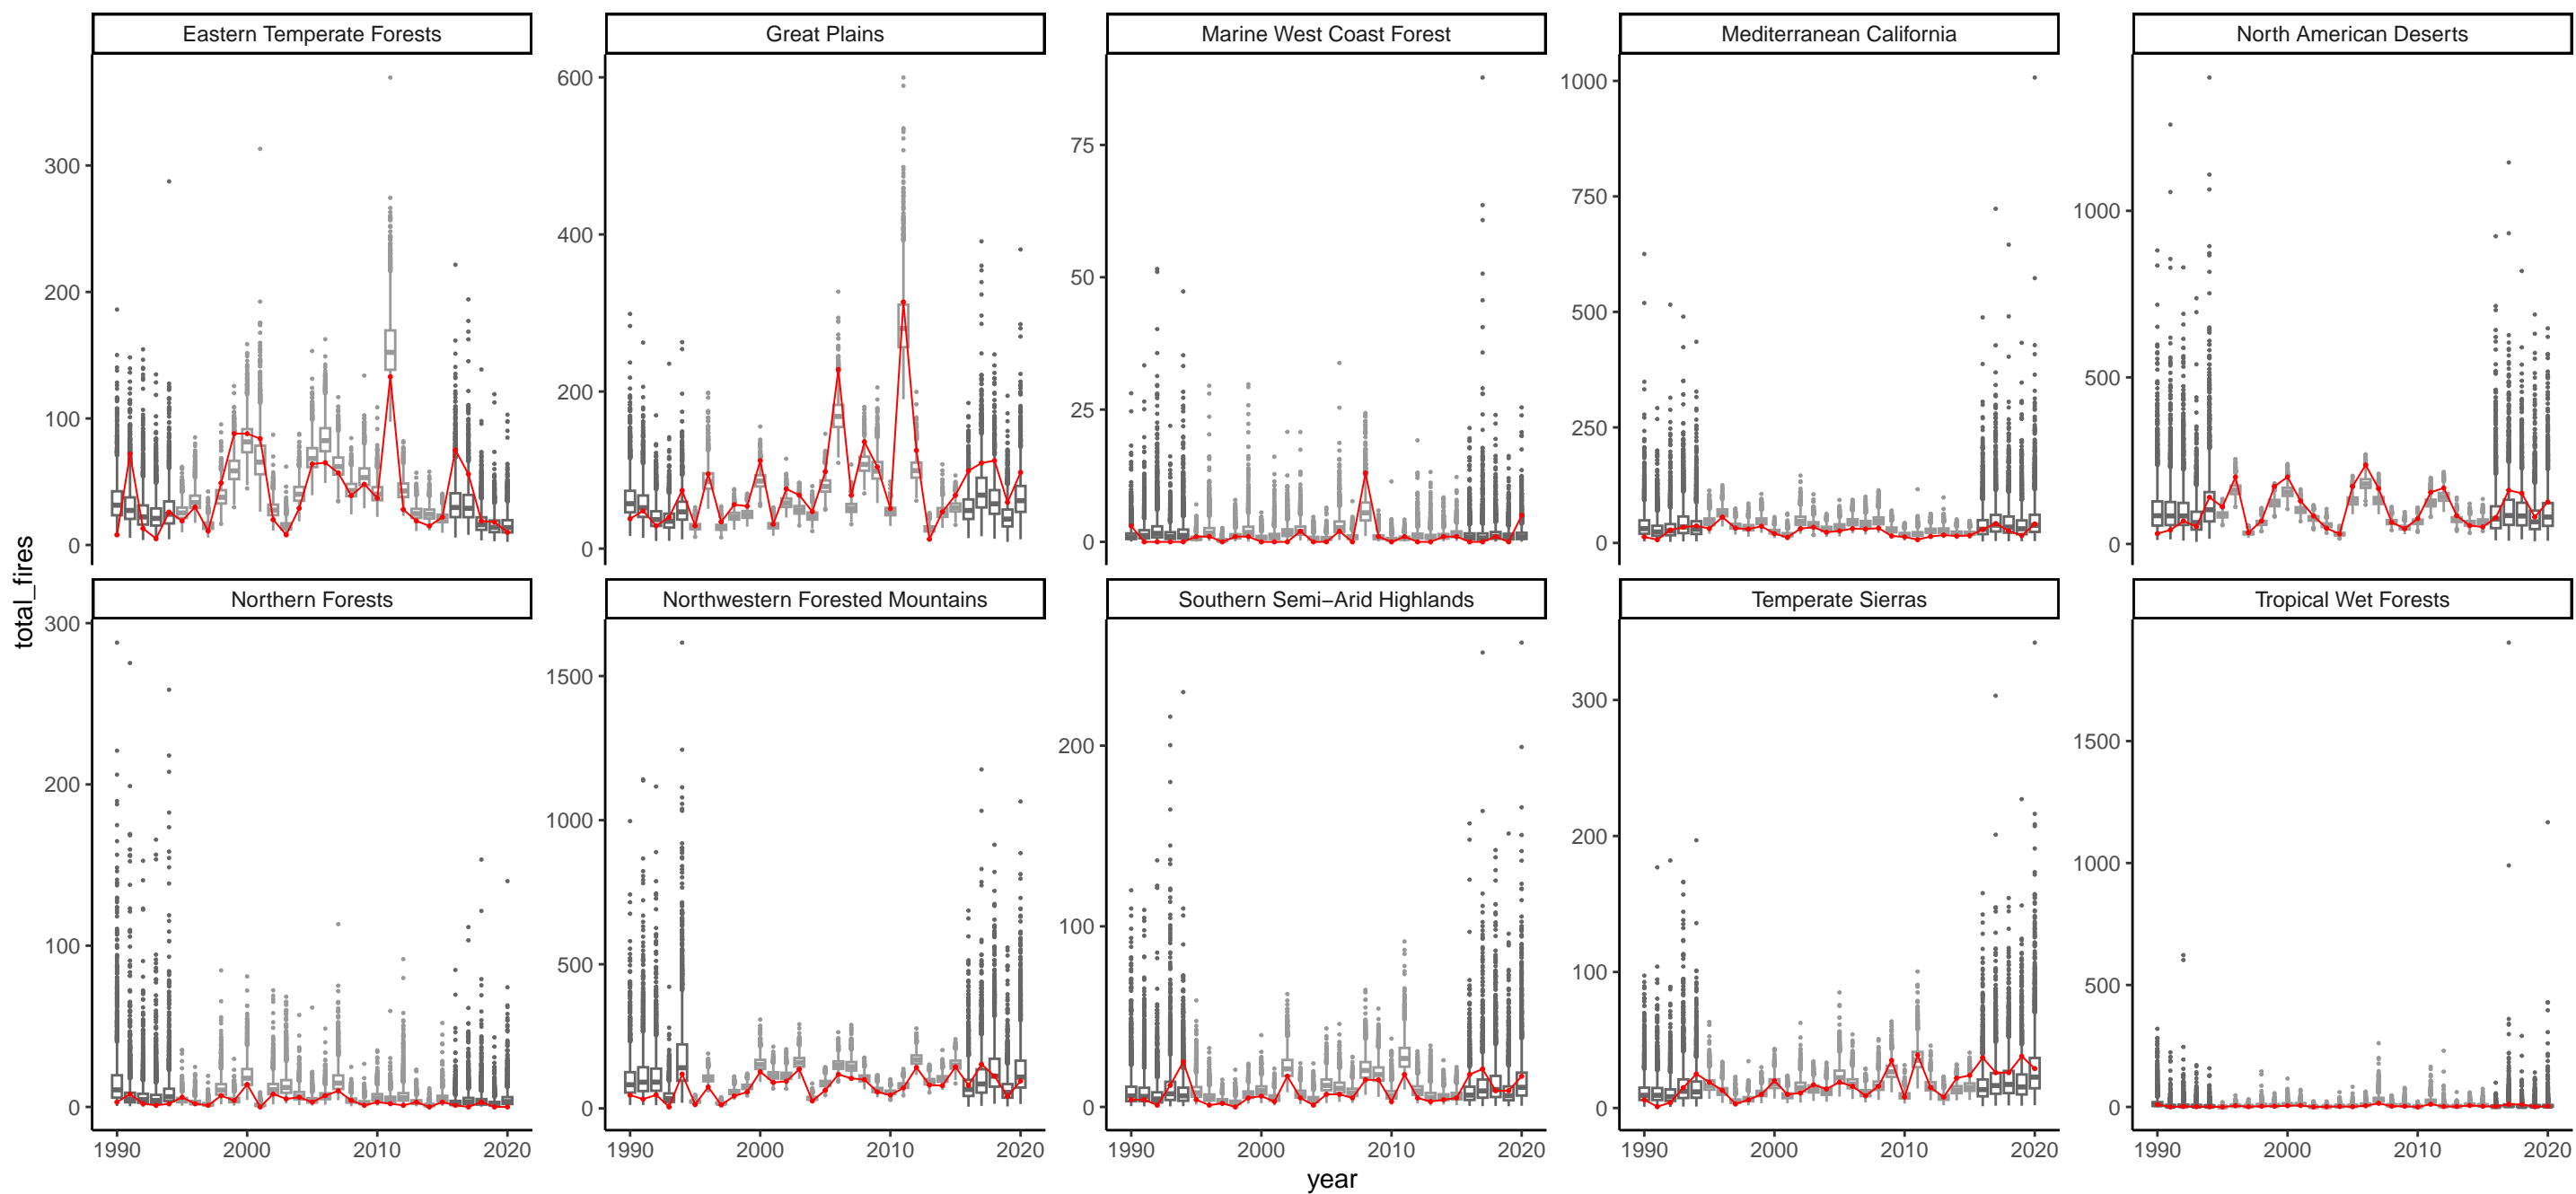 Eastern Temperate Forests
Great Plains
Marine West Coast Forest
Mediterranean California
North American Deserts
300
200
100
0
600
400
200
0
75
50
25
0
1000
750
500
250
0
1000
500
0
total_fires
Northern Forests
Northwestern Forested Mountains
Southern Semi−Arid Highlands
Temperate Sierras
Tropical Wet Forests
300
200
100
0
1500
1000
500
0
200
100
0
300
200
100
0
1500
1000
500
0
1990 2000 2010 2020
1990 2000 2010 2020
1990 2000 2010 2020
1990 2000 2010 2020
1990 2000 2010 2020
year